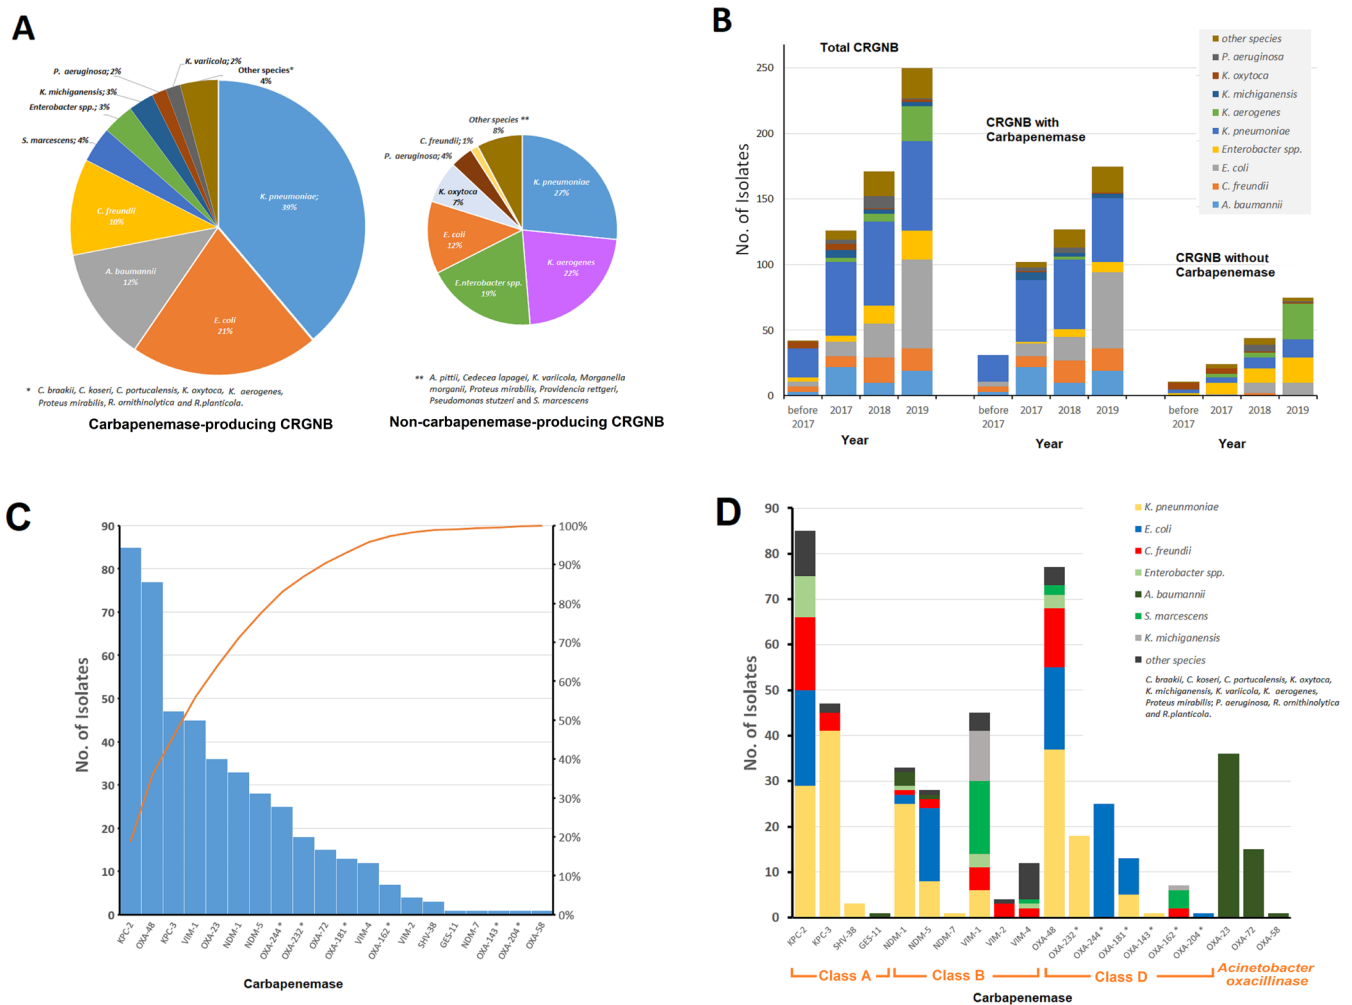 A
K. variicola; 2%
P. aeruginosa; 2%
Other species*
4%
K. michiganensis; 3%
Enterobacter spp.; 3%
S. marcescens; 4%
K. pneumoniae;
39%
C. freundii
10%
A. baumannii
12%
E. coli
21%
* C. braakii, C. koseri, C. portucalensis, K. oxytoca, K. aerogenes,
Proteus mirabilis, R. ornithinolytica and R.planticola.
Carbapenemase-producing CRGNB
Other species **
8%
C. freundii; 1%
P. aeruginosa; 4%
K. pneumoniae
27%
K. oxytoca
7%
E. coli
12%
K. aerogenes
22%
E.nterobacter spp.
19%
** A. pittii, Cedecea lapagei, K. variicola, Morganella
morganii, Proteus mirabilis, Providencia rettgeri,
Pseudomonas stutzeri and S. marcescens
Non-carbapenemase-producing CRGNB
B
Total CRGNB
CRGNB with
Carbapenemase
CRGNB without
Carbapenemase
other species
P. aeruginosa
K. oxytoca
K. michiganensis
K. aerogenes
K. pneumoniae
Enterobacter spp.
E. coli
C. freundii
A. baumannii
No. of Isolates
250
200
150
100
50
0
before
2017
2017
2018
2019
before
2017
2017
2018
2019
before
2017
2017
2018
2019
Year
Year
Year
C
No. of Isolates
90
80
70
60
50
40
30
20
10
0
100%
90%
80%
70%
60%
50%
40%
30%
20%
10%
0%
KPC-2
OXA-48
KPC-3
VIM-1
OXA-23
NDM-1
NDM-5
OXA-244 *
OXA-232 *
OXA-72
OXA-181 *
VIM-4
OXA-162 *
VIM-2
SHV-38
GES-11
NDM-7
OXA-143 *
OXA-204 *
OXA-58
Carbapenemase
D
No. of Isolates
90
80
70
60
50
40
30
20
10
0
K. pneunmoniae
E. coli
C. freundii
Enterobacter spp.
A. baumannii
S. marcescens
K. michiganensis
other species
C. braakii, C. koseri, C. portucalensis, K. oxytoca,
K. michiganensis, K. variicola, K. aerogenes,
Proteus mirabilis; P. aeruginosa, R. ornithinolytica
and R.planticola.
KPC-2
KPC-3
SHV-38
GES-11
NDM-1
NDM-5
NDM-7
VIM-1
VIM-2
VIM-4
OXA-48
OXA-232 *
OXA-244 *
OXA-181 *
OXA-143 *
OXA-162 *
OXA-204 *
OXA-23
OXA-72
OXA-58
Class A
Class B
Class D
Acinetobacter
oxacillinase
Carbapenemase